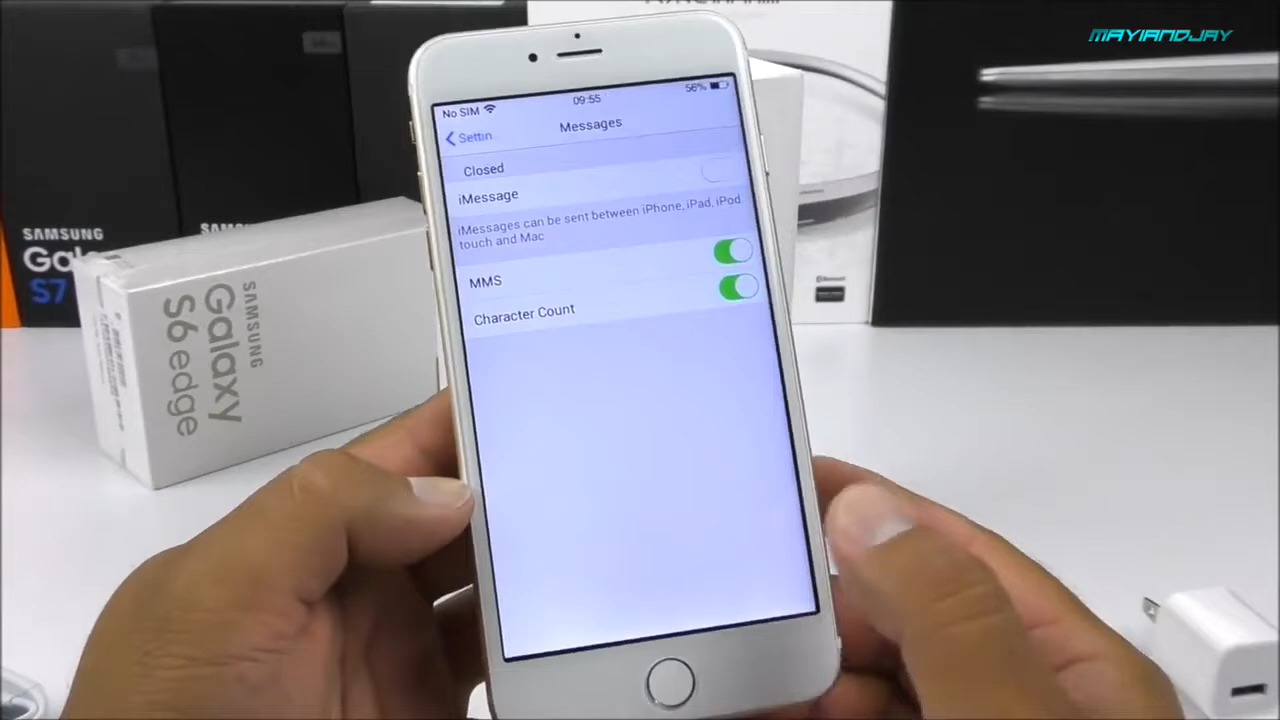 MAYIANDJAY
No SIM
09:55
56%
Settin
Messages
Closed
iMessage
iMessages can be sent between iPhone, iPad, iPod
touch and Mac
MMS
Character Count
SAMSUNG
S7
SAMSUNG
Galaxy
S6 edge
Bluetooth